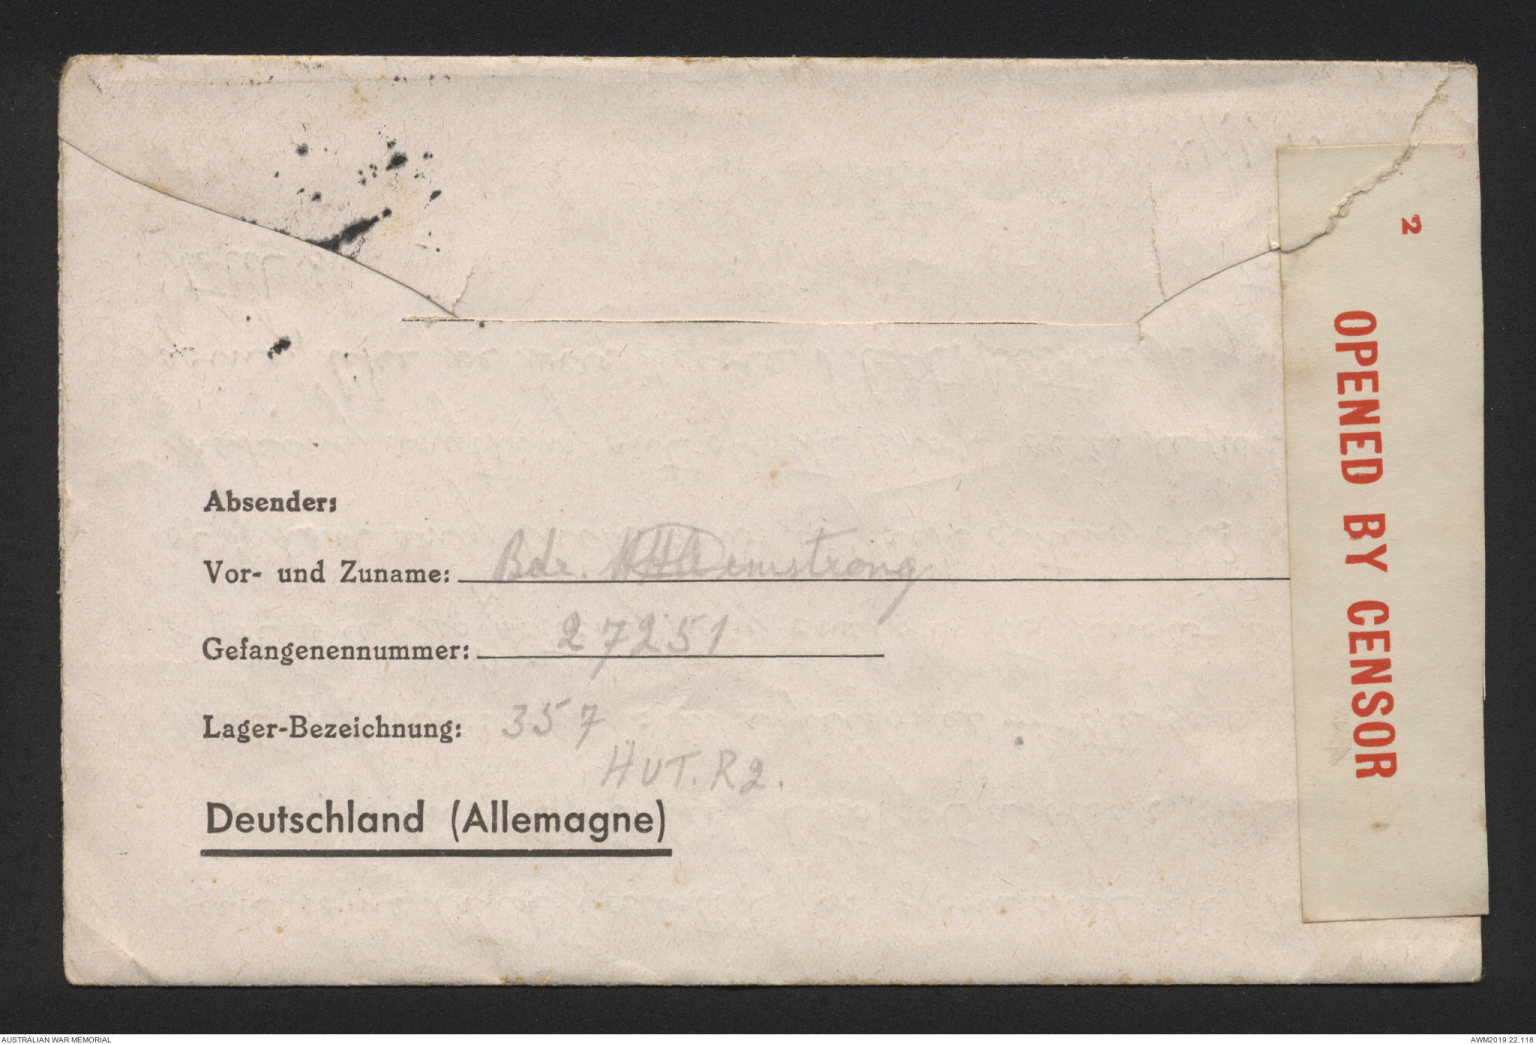 Absender:
Vor- und Zuname: Bdr. Armstrong
Gefangenennummer: 27251
Lager-Bezeichnung: 357
HUT. R2.
Deutschland (Allemagne)
2
OPENED BY CENSOR
AUSTRALIAN WAR MEMORIAL
AWM2019.22.118